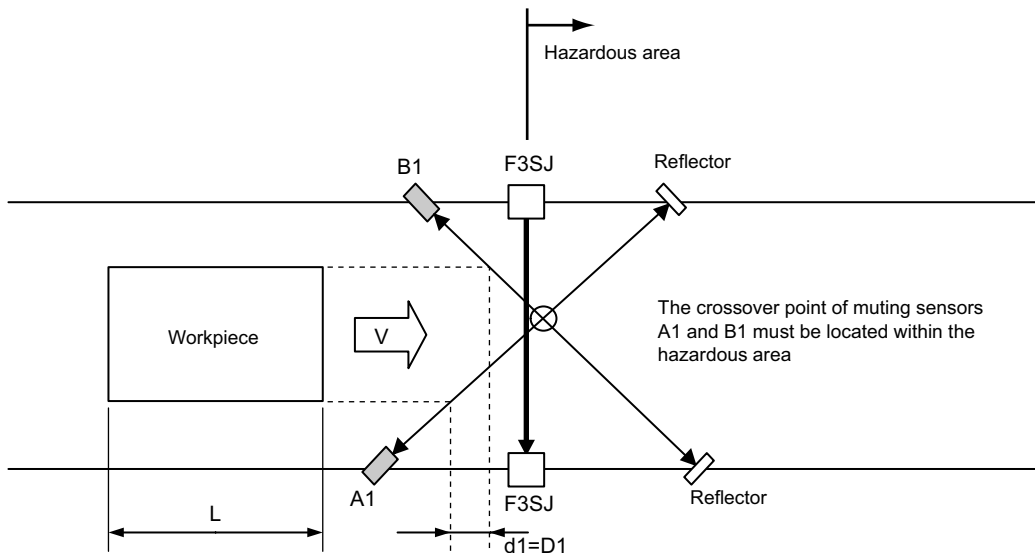 Hazardous area
F3SJ
B1
Reflector
Workpiece
V
The crossover point of muting sensors
A1 and B1 must be located within the
hazardous area
A1
F3SJ
Reflector
L
d1=D1